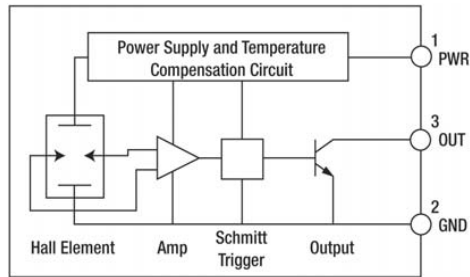 Power Supply and Temperature
Compensation Circuit
1
PWR
3
OUT
2
GND
Hall Element
Amp
Schmitt
Trigger
Output